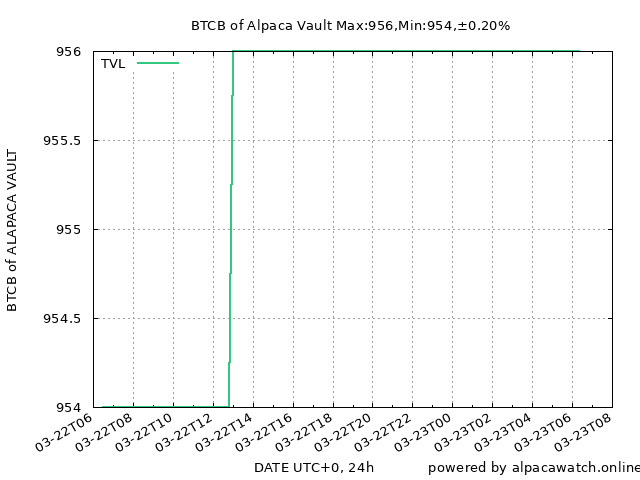 BTCB of Alpaca Vault Max:956,Min:954,±0.20%
TVL
956
955.5
955
954.5
954
BTCB of ALAPACA VAULT
03-22T06
03-22T08
03-22T10
03-22T12
03-22T14
03-22T16
03-22T18
03-22T20
03-22T22
03-23T00
03-23T02
03-23T04
03-23T06
03-23T08
DATE UTC+0, 24h
powered by alpacawatch.online